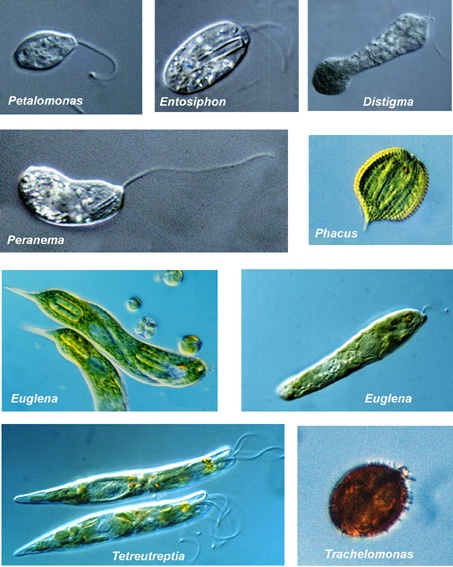 Petalomonas
Entosiphon
Distigma
Peranema
Phacus
Euglena
Euglena
Tetreutreptia
Trachelomonas